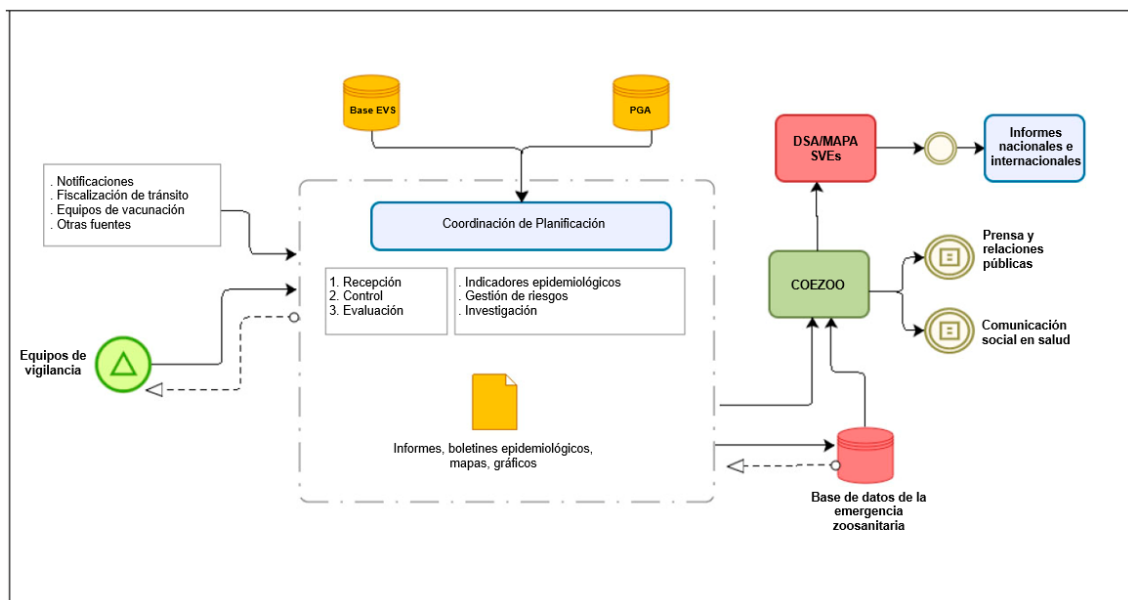 Base EVS
PGA
. Notificaciones
. Fiscalización de tránsito
. Equipos de vacunación
. Otras fuentes
Coordinación de Planificación
1. Recepción
2. Control
3. Evaluación
. Indicadores epidemiológicos
. Gestión de riesgos
. Investigación
Equipos de
vigilancia
Informes, boletines epidemiológicos,
mapas, gráficos
DSA/MAPA
SVEs
Informes
nacionales e
internacionales
COEZOO
Prensa y
relaciones
públicas
Comunicación
social en salud
Base de datos de la
emergencia
zoosanitaria